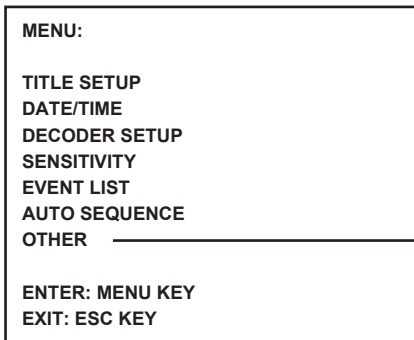 MENU:
TITLE SETUP
DATE/TIME
DECODER SETUP
SENSITIVITY
EVENT LIST
AUTO SEQUENCE
OTHER
ENTER: MENU KEY
EXIT: ESC KEY